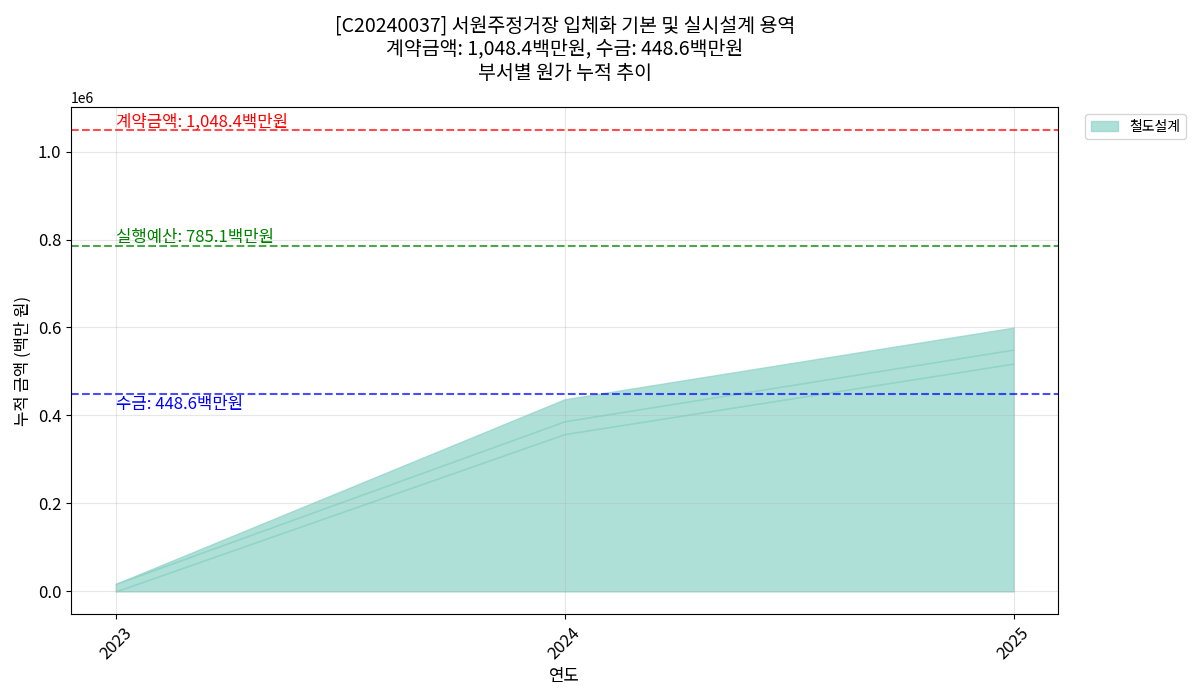 [C20240037] 서원주정거장 입체화 기본 및 실시설계 용역
계약금액: 1,048.4백만원, 수금: 448.6백만원
부서별 원가 누적 추이
1e6
계약금액: 1,048.4백만원
철도설계
1.0
실행예산: 785.1백만원
0.8
0.6
수금: 448.6백만원
0.4
0.2
0.0
누적 금액 (백만 원)
2023
2024
2025
연도